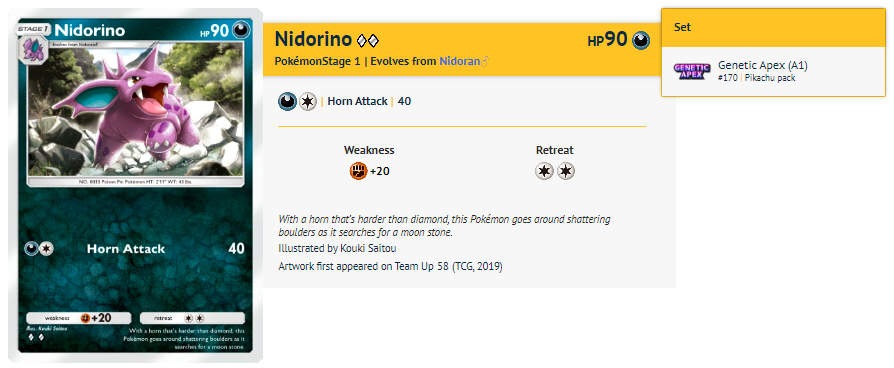 STAGE 1
Nidorino
HP 90
Evolves from Nidoran♂
NO. 0033 Poison Pin Pokémon HT: 2'11" WT: 43 lbs.
Horn Attack 40
weakness +20 retreat
Illus. Kouki Saitou
With a horn that's harder than diamond, this
Pokémon goes around shattering boulders as it
searches for a moon stone.
Nidorino ◊◊ HP 90
PokémonStage 1 | Evolves from Nidoran♂
| Horn Attack | 40
Weakness Retreat
+20
With a horn that's harder than diamond, this Pokémon goes around shattering
boulders as it searches for a moon stone.
Illustrated by Kouki Saitou
Artwork first appeared on Team Up 58 (TCG, 2019)
Set
GENETIC
APEX
Genetic Apex (A1)
#170 | Pikachu pack